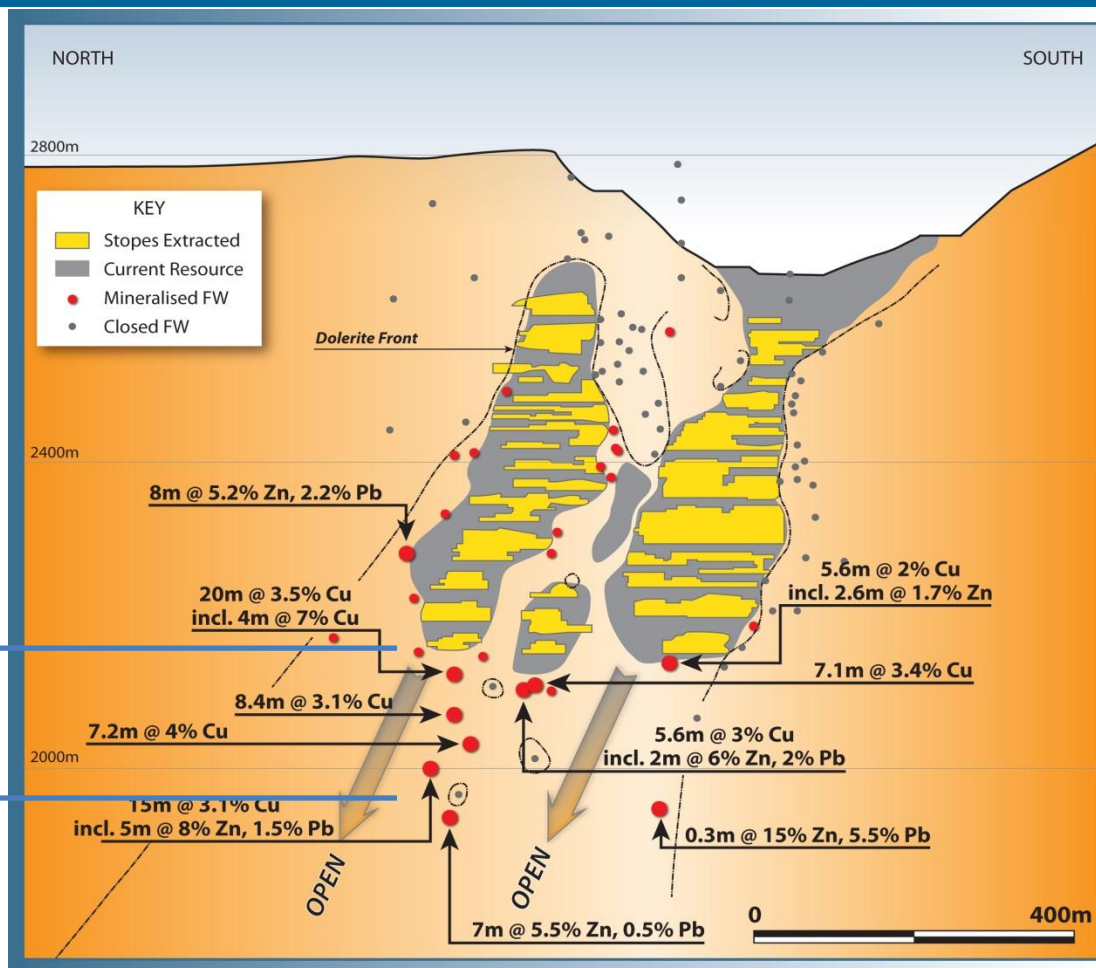 NORTH
SOUTH
2800m
KEY
Stopes Extracted
Current Resource
Mineralised FW
Closed FW
Dolerite Front
2400m
8m @ 5.2% Zn, 2.2% Pb
20m @ 3.5% Cu
incl. 4m @ 7% Cu
5.6m @ 2% Cu
incl. 2.6m @ 1.7% Zn
7.1m @ 3.4% Cu
8.4m @ 3.1% Cu
7.2m @ 4% Cu
5.6m @ 3% Cu
incl. 2m @ 6% Zn, 2% Pb
2000m
15m @ 3.1% Cu
incl. 5m @ 8% Zn, 1.5% Pb
0.3m @ 15% Zn, 5.5% Pb
OPEN
OPEN
7m @ 5.5% Zn, 0.5% Pb
0
400m